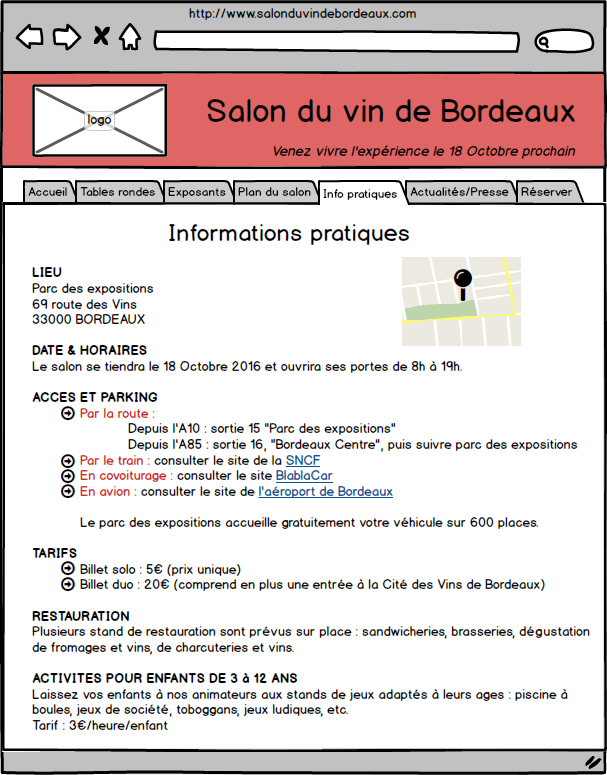 http://www.salonduvindebordeaux.com
logo
Salon du vin de Bordeaux
Venez vivre l'expérience le 18 Octobre prochain
Accueil Tables rondes Exposants Plan du salon Info pratiques Actualités/Presse Réserver
Informations pratiques
LIEU
Parc des expositions
69 route des Vins
33000 BORDEAUX
DATE & HORAIRES
Le salon se tiendra le 18 Octobre 2016 et ouvrira ses portes de 8h à 19h.
ACCES ET PARKING
Par la route :
Depuis l'A10 : sortie 15 "Parc des expositions"
Depuis l'A85 : sortie 16, "Bordeaux Centre", puis suivre parc des expositions
Par le train : consulter le site de la SNCF
En covoiturage : consulter le site BlablaCar
En avion : consulter le site de l'aéroport de Bordeaux
Le parc des expositions accueille gratuitement votre véhicule sur 600 places.
TARIFS
Billet solo : 5€ (prix unique)
Billet duo : 20€ (comprend en plus une entrée à la Cité des Vins de Bordeaux)
RESTAURATION
Plusieurs stand de restauration sont prévus sur place : sandwicheries, brasseries, dégustation
de fromages et vins, de charcuteries et vins.
ACTIVITES POUR ENFANTS DE 3 à 12 ANS
Laissez vos enfants à nos animateurs aux stands de jeux adaptés à leurs ages : piscine à
boules, jeux de société, toboggans, jeux ludiques, etc.
Tarif : 3€/heure/enfant